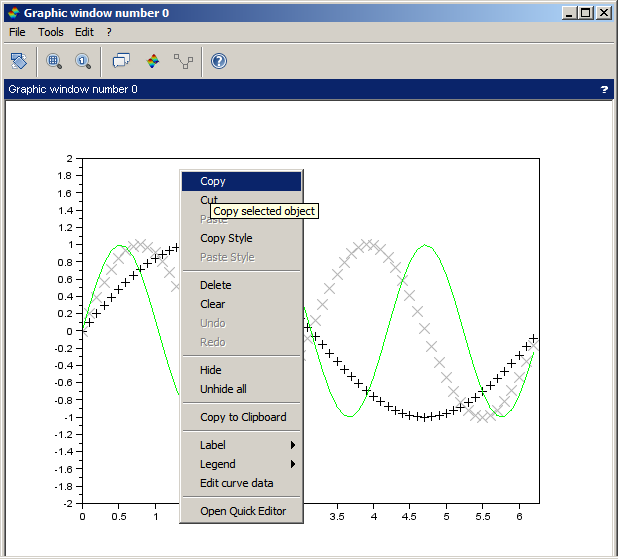 Graphic window number 0
File Tools Edit ?
Graphic window number 0 ?
2
1.8
1.6
1.4
1.2
1
0.8
0.6
0.4
0.2
0
-0.2
-0.4
-0.6
-0.8
-1
-1.2
-1.4
-1.6
-1.8
-2
0 0.5 1 3.5 4 4.5 5 5.5 6
Copy
Cut
Copy selected object
Paste
Copy Style
Paste Style
Delete
Clear
Undo
Redo
Hide
Unhide all
Copy to Clipboard
Label
Legend
Edit curve data
Open Quick Editor